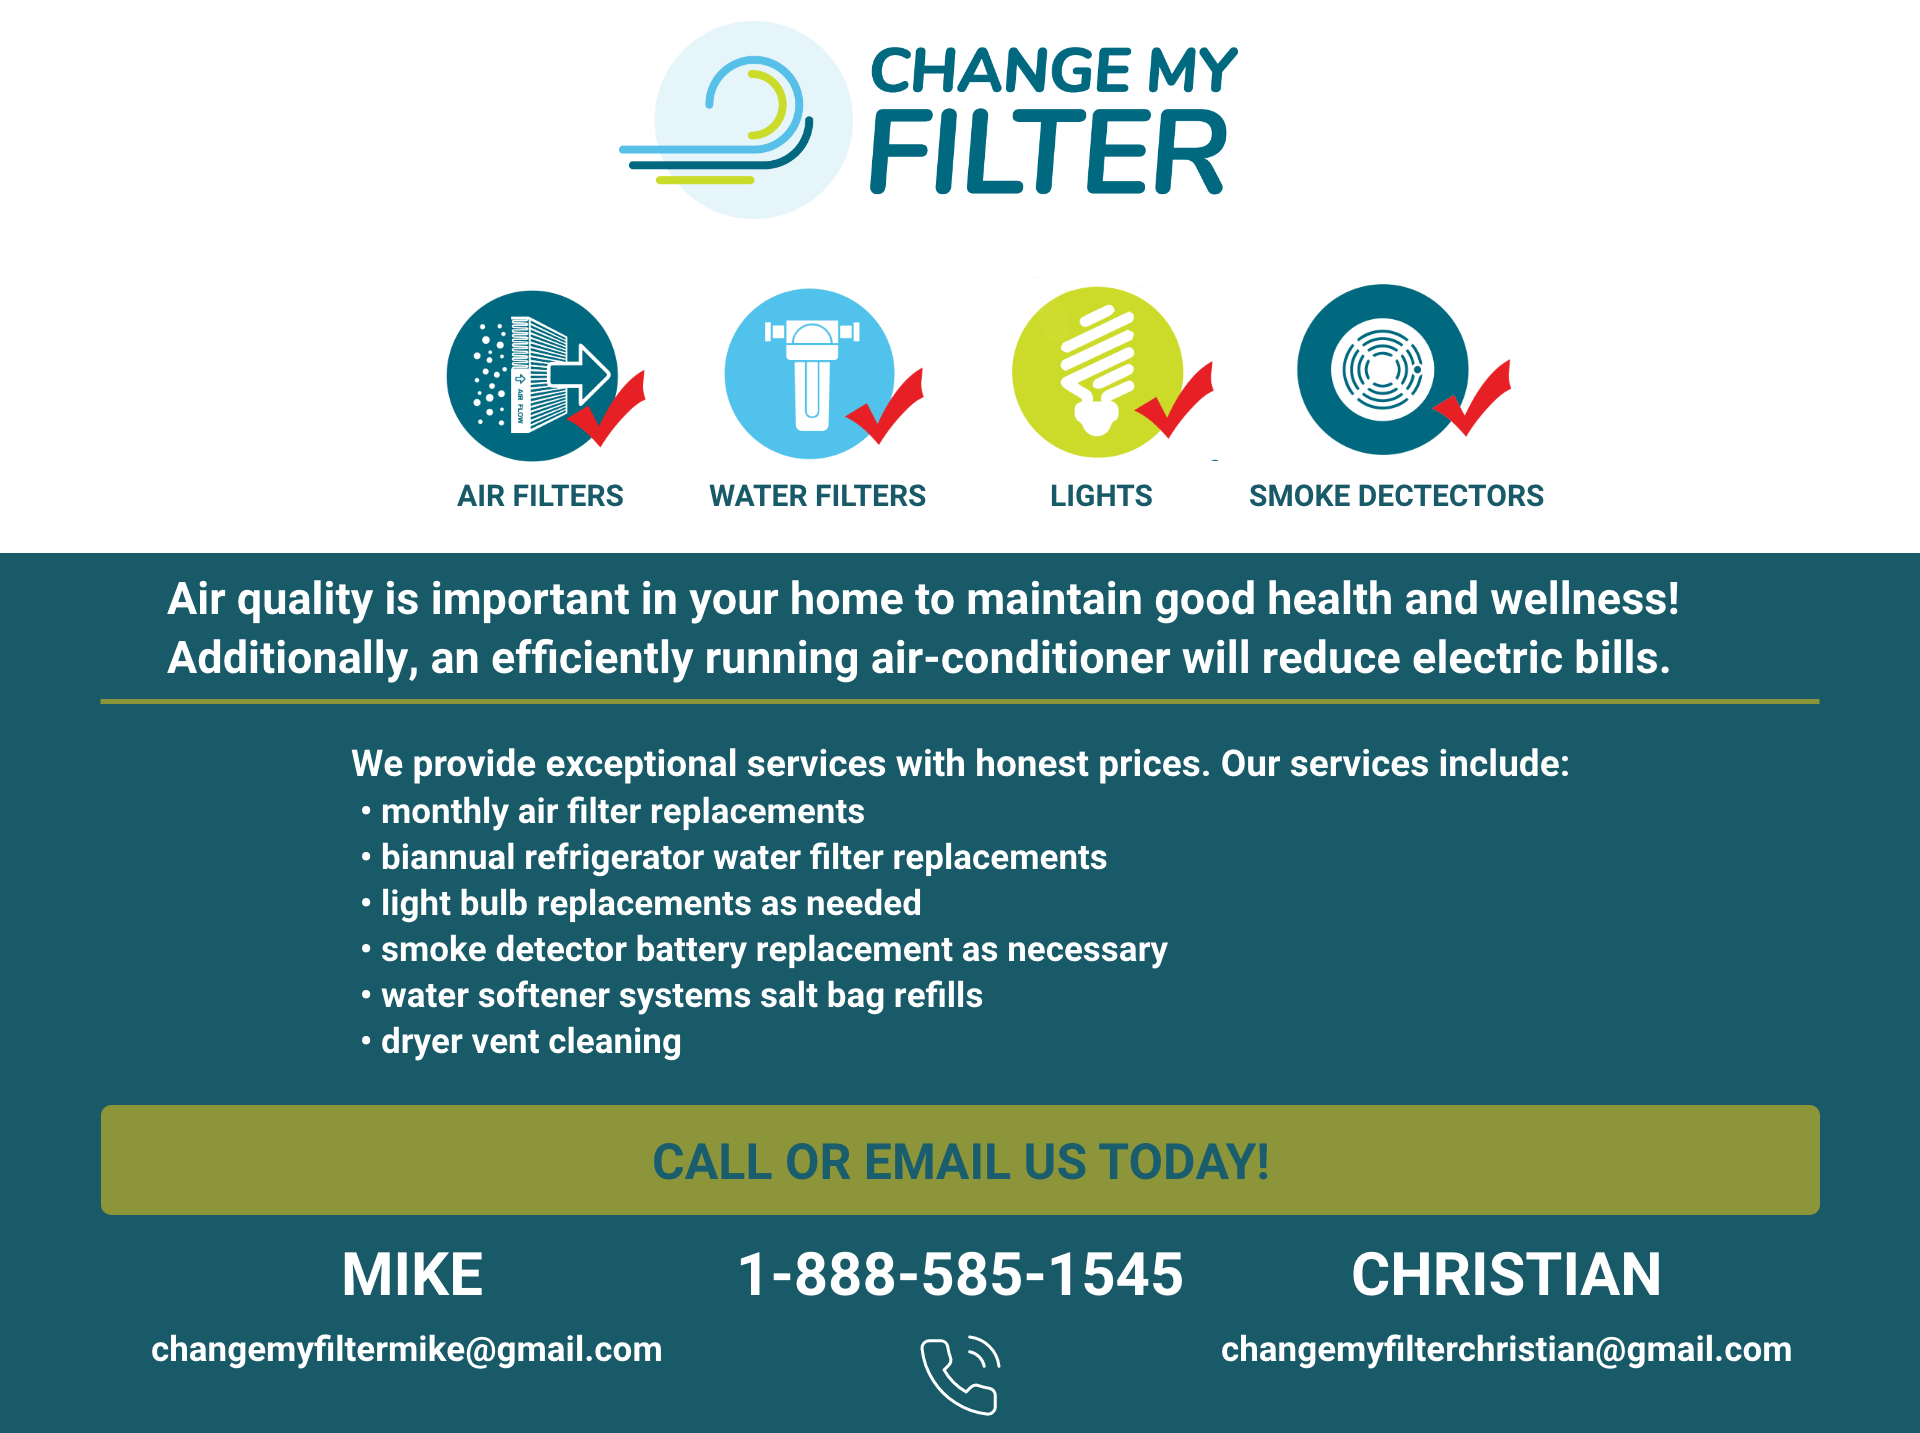 CHANGE MY
FILTER
AIR FLOW
AIR FILTERS
WATER FILTERS
LIGHTS
SMOKE DECTECTORS
Air quality is important in your home to maintain good health and wellness!
Additionally, an efficiently running air-conditioner will reduce electric bills.
We provide exceptional services with honest prices. Our services include:
• monthly air filter replacements
• biannual refrigerator water filter replacements
• light bulb replacements as needed
• smoke detector battery replacement as necessary
• water softener systems salt bag refills
• dryer vent cleaning
CALL OR EMAIL US TODAY!
MIKE
1-888-585-1545
CHRISTIAN
changemyfiltermike@gmail.com
changemyfilterchristian@gmail.com